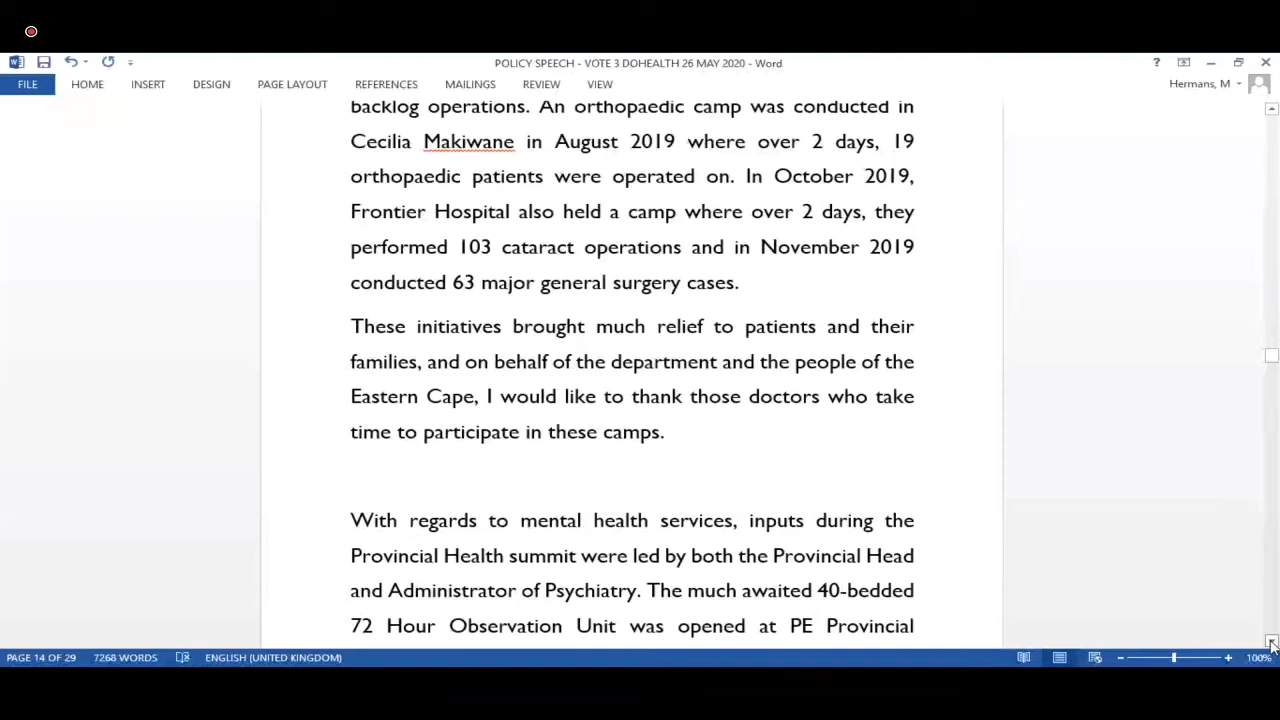 POLICY SPEECH - VOTE 3 DOHEALTH 26 MAY 2020 - Word
?
FILE HOME INSERT DESIGN PAGE LAYOUT REFERENCES MAILINGS REVIEW VIEW Hermans, M
backlog operations. An orthopaedic camp was conducted in
Cecilia Makiwane in August 2019 where over 2 days, 19
orthopaedic patients were operated on. In October 2019,
Frontier Hospital also held a camp where over 2 days, they
performed 103 cataract operations and in November 2019
conducted 63 major general surgery cases.
These initiatives brought much relief to patients and their
families, and on behalf of the department and the people of the
Eastern Cape, I would like to thank those doctors who take
time to participate in these camps.
With regards to mental health services, inputs during the
Provincial Health summit were led by both the Provincial Head
and Administrator of Psychiatry. The much awaited 40-bedded
72 Hour Observation Unit was opened at PE Provincial
PAGE 14 OF 29 7268 WORDS ENGLISH (UNITED KINGDOM) 100%